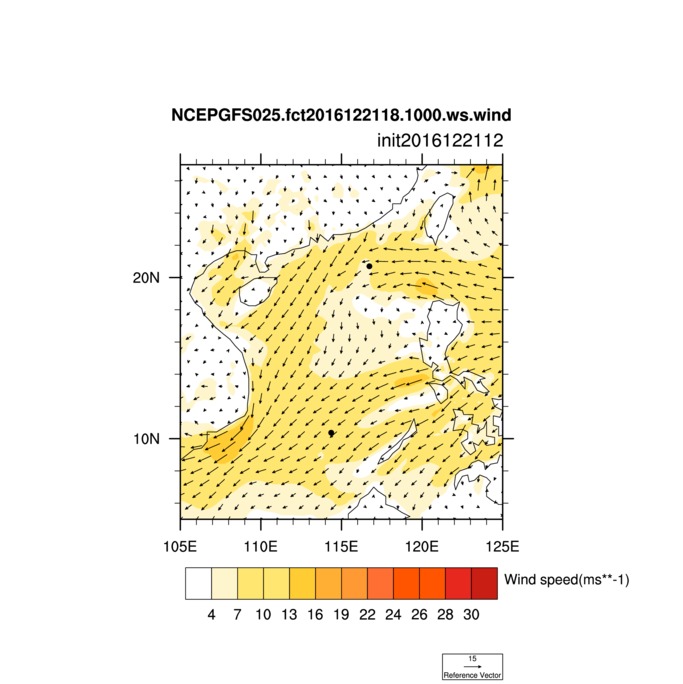 NCEPGFS025.fct2016122118.1000.ws.wind
init2016122112
20N
10N
105E 110E 115E 120E 125E
4 7 10 13 16 19 22 24 26 28 30
Wind speed(ms**-1)
15
Reference Vector